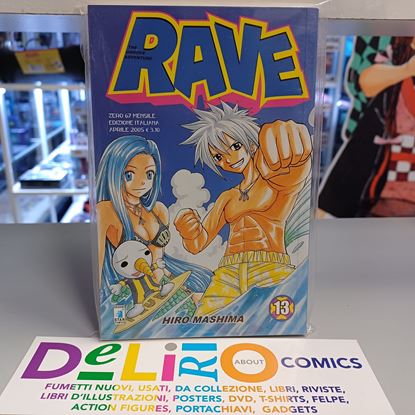 THE GROOVE ADVENTURE
RAVE
ZERO 67 MENSILE
EDIZIONE ITALIANA
APRILE 2005 € 3,10
STAR
HIRO MASHIMA
13
DELIRIO
ABOUT
COMICS
FUMETTI NUOVI, USATI, DA COLLEZIONE, LIBRI, RIVISTE,
LIBRI D'ILLUSTRAZIONI, POSTERS, DVD, T-SHIRTS, FELPE,
ACTION FIGURES, PORTACHIAVI, GADGETS